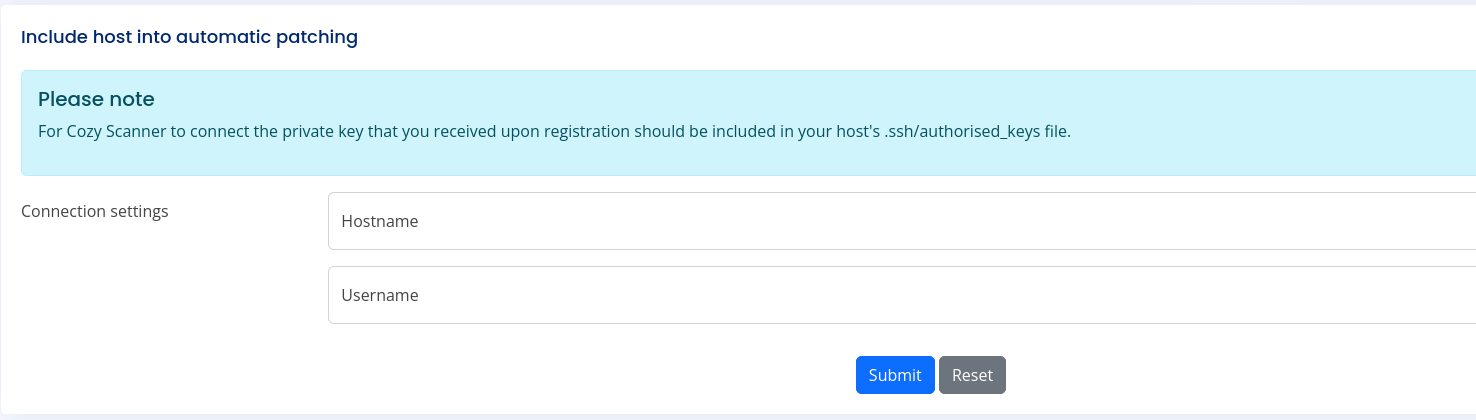 Include host into automatic patching
Please note
For Cozy Scanner to connect the private key that you received upon registration should be included in your host's .ssh/authorised_keys file.
Connection settings
Hostname
Username
Submit
Reset